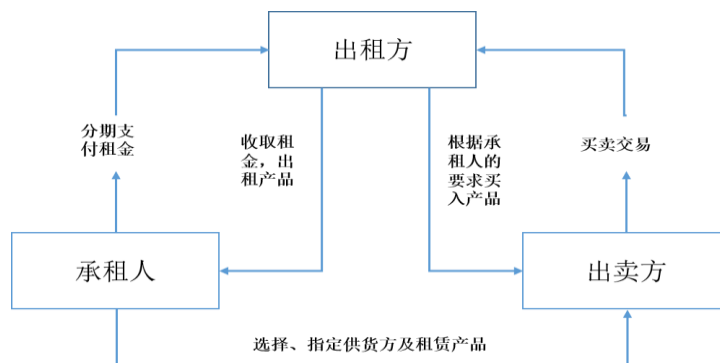 出租方
分期支
付租金
收取租
金，出
租产品
根据承
租人的
要求买
入产品
买卖交易
承租人
出卖方
选择、指定供货方及租赁产品